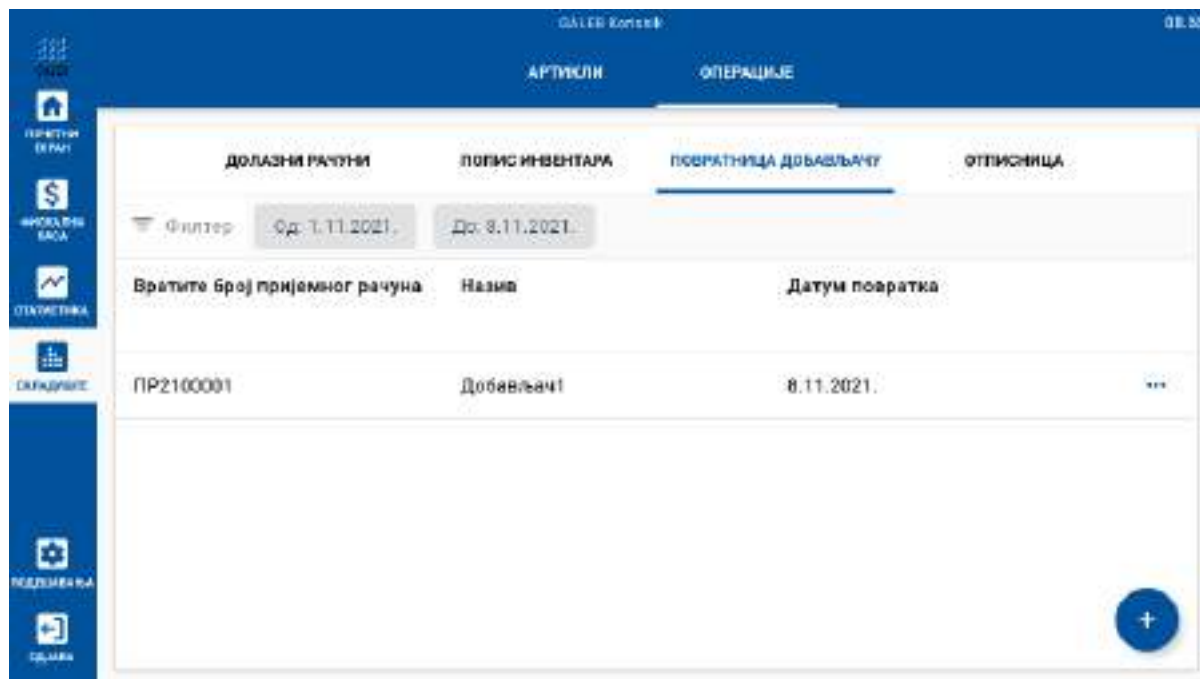 GALEB Korisnik
АРТИКЛИ ОПЕРАЦИЈЕ
ПОЧЕТНИ
ЕКРАН
ДОЛАЗНИ РАЧУНИ ПОПИС ИНВЕНТАРА ПОВРАТНИЦА ДОБАВЉАЧУ ОТПИСНИЦА
ФИСКАЛНА
КАСА
Филтер Од: 1.11.2021. До: 8.11.2021.
СТАТИСТИКА
Вратите број пријемног рачуна Назив Датум повратка
СКЛАДИШТЕ
ПР2100001 Добављач1 8.11.2021.
ПОДЕШАВАЊА
ОДЈАВА